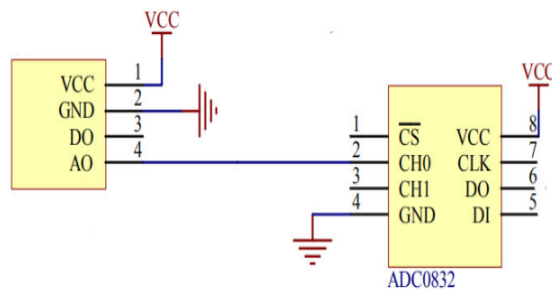 VCC
VCC 1
GND 2
DO 3
AO 4
VCC
1 CS VCC 8
2 CH0 CLK 7
3 CH1 DO 6
4 GND DI 5
ADC0832